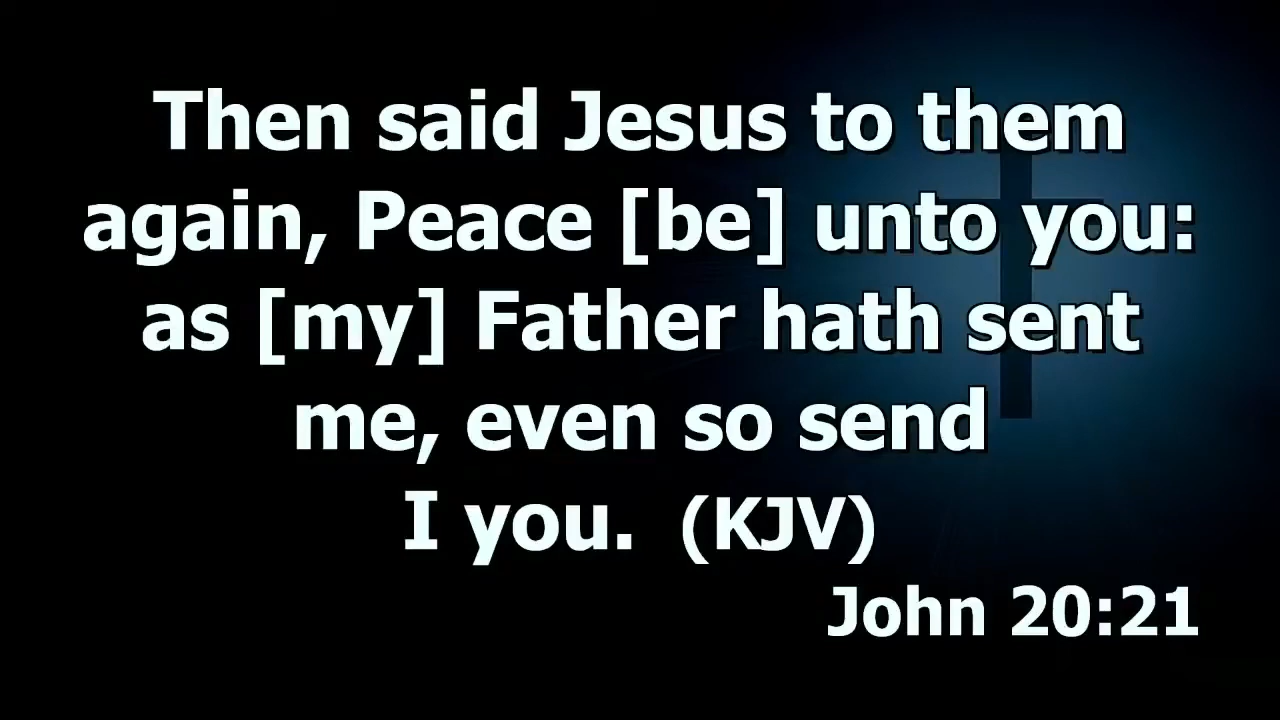 Then said Jesus to them
again, Peace [be] unto you:
as [my] Father hath sent
me, even so send
I you. (KJV)
John 20:21